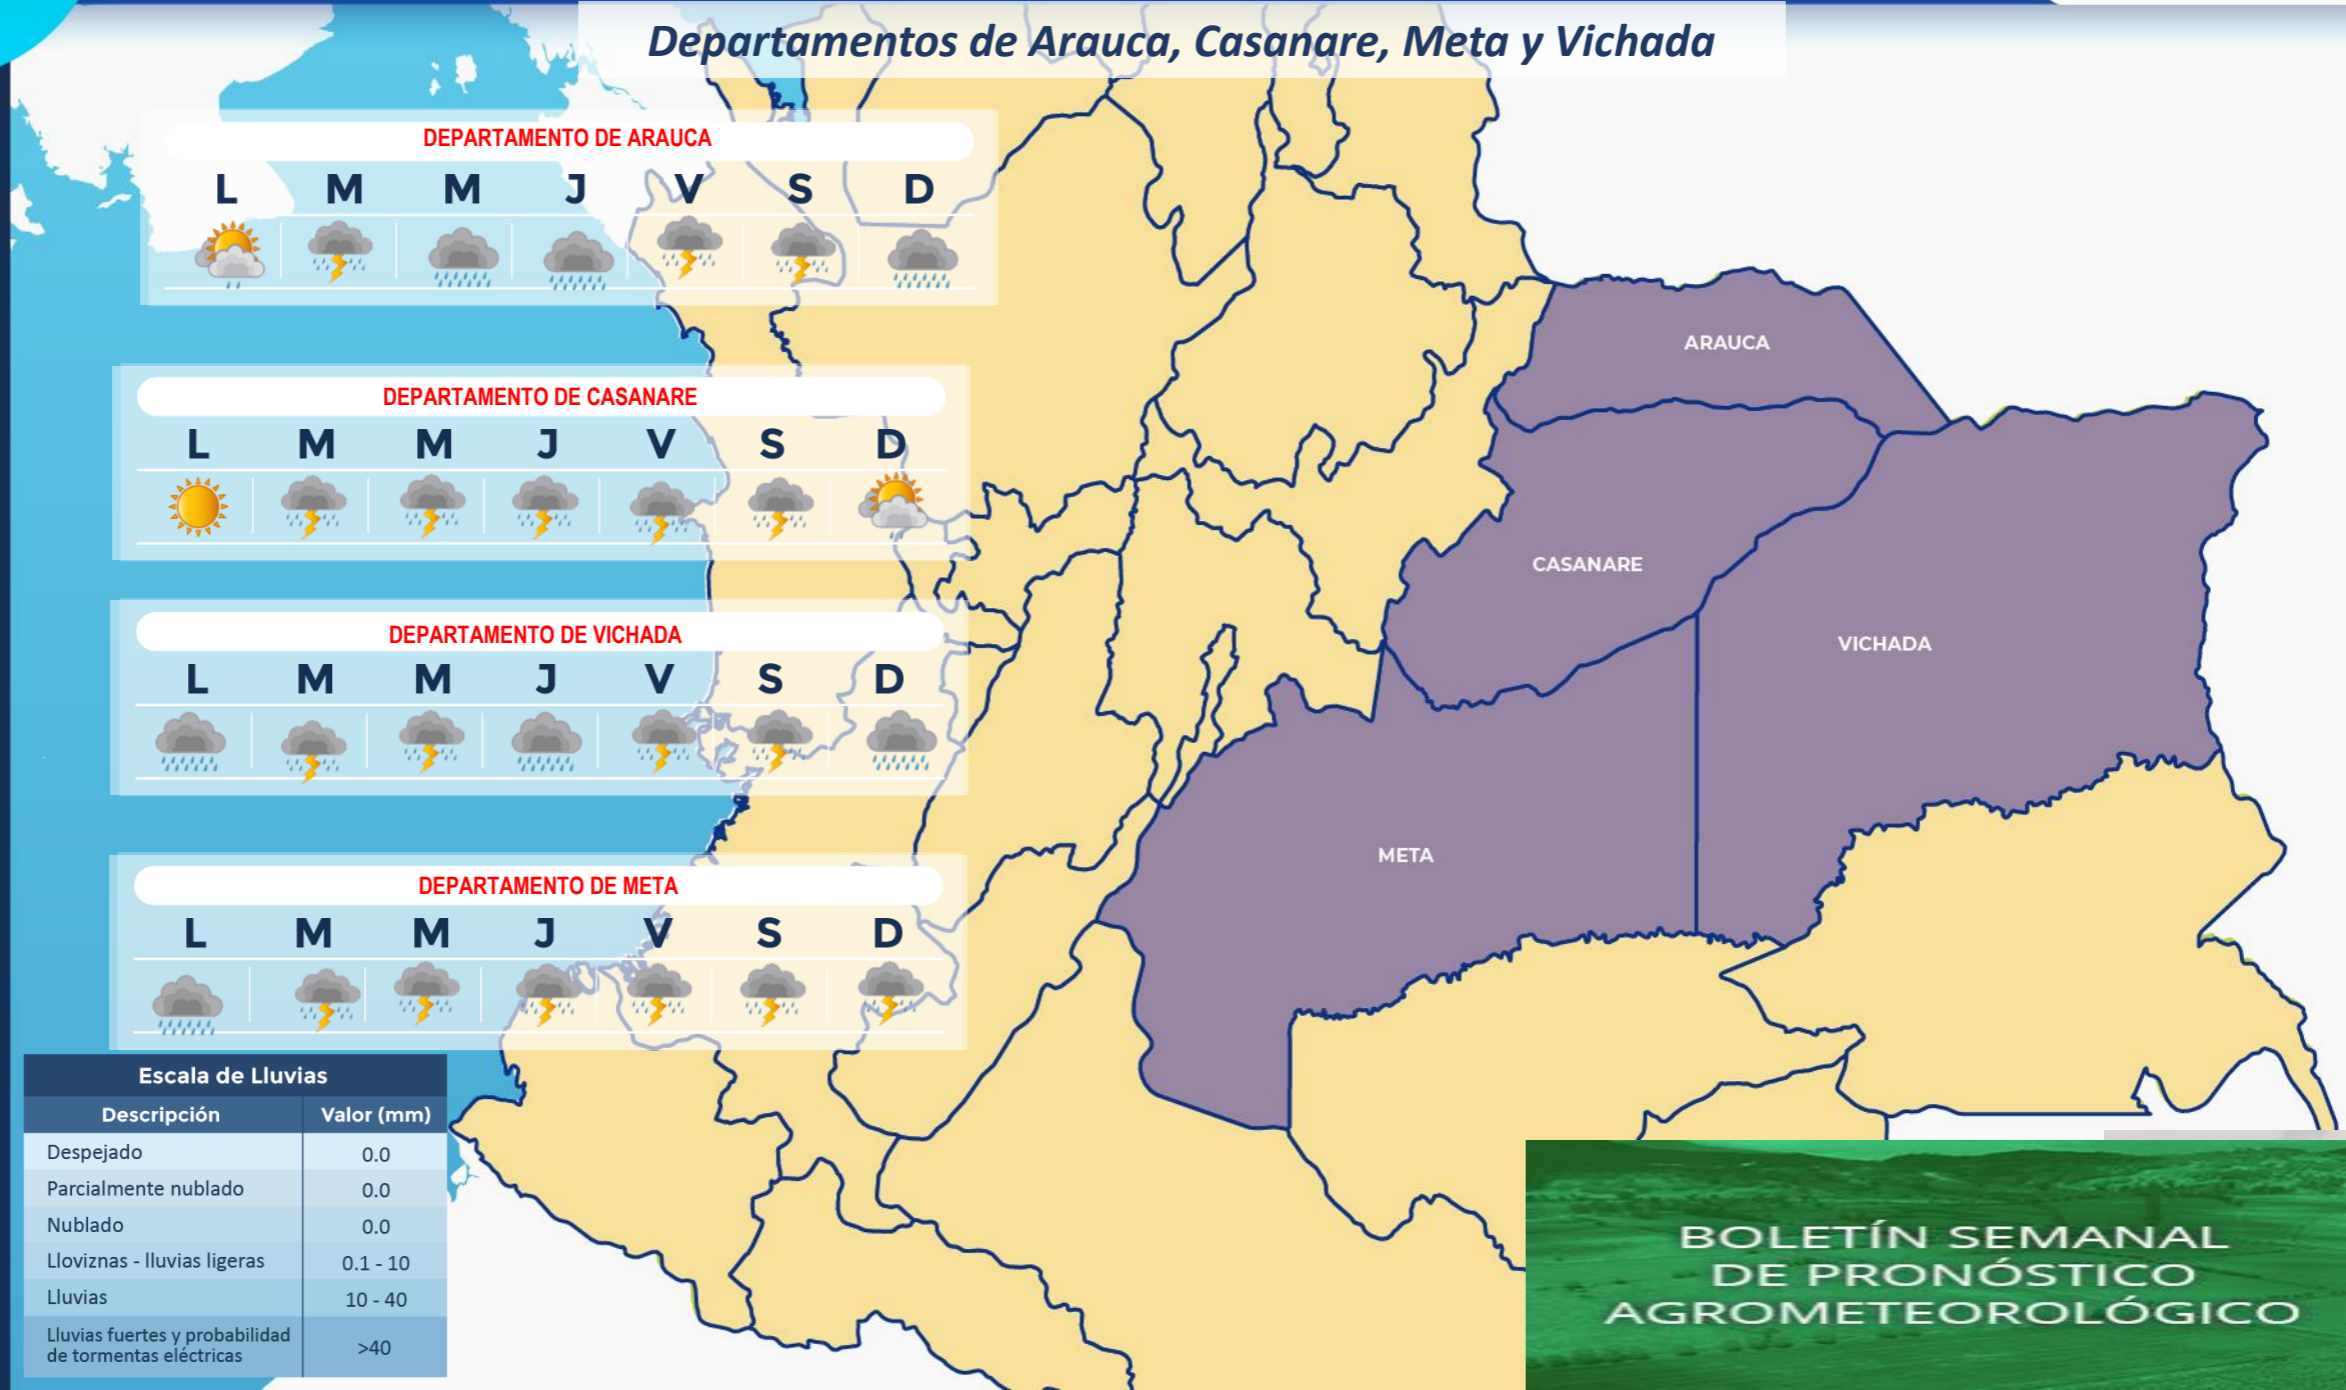 Departamentos de Arauca, Casanare, Meta y Vichada
DEPARTAMENTO DE ARAUCA
L M M J V S D
DEPARTAMENTO DE CASANARE
L M M J V S D
DEPARTAMENTO DE VICHADA
L M M J V S D
DEPARTAMENTO DE META
L M M J V S D
ARAUCA
CASANARE
VICHADA
META
Escala de Lluvias
Descripción Valor (mm)
Despejado 0.0
Parcialmente nublado 0.0
Nublado 0.0
Lloviznas - lluvias ligeras 0.1 - 10
Lluvias 10 - 40
Lluvias fuertes y probabilidad
de tormentas eléctricas >40
BOLETÍN SEMANAL
DE PRONÓSTICO
AGROMETEOROLÓGICO